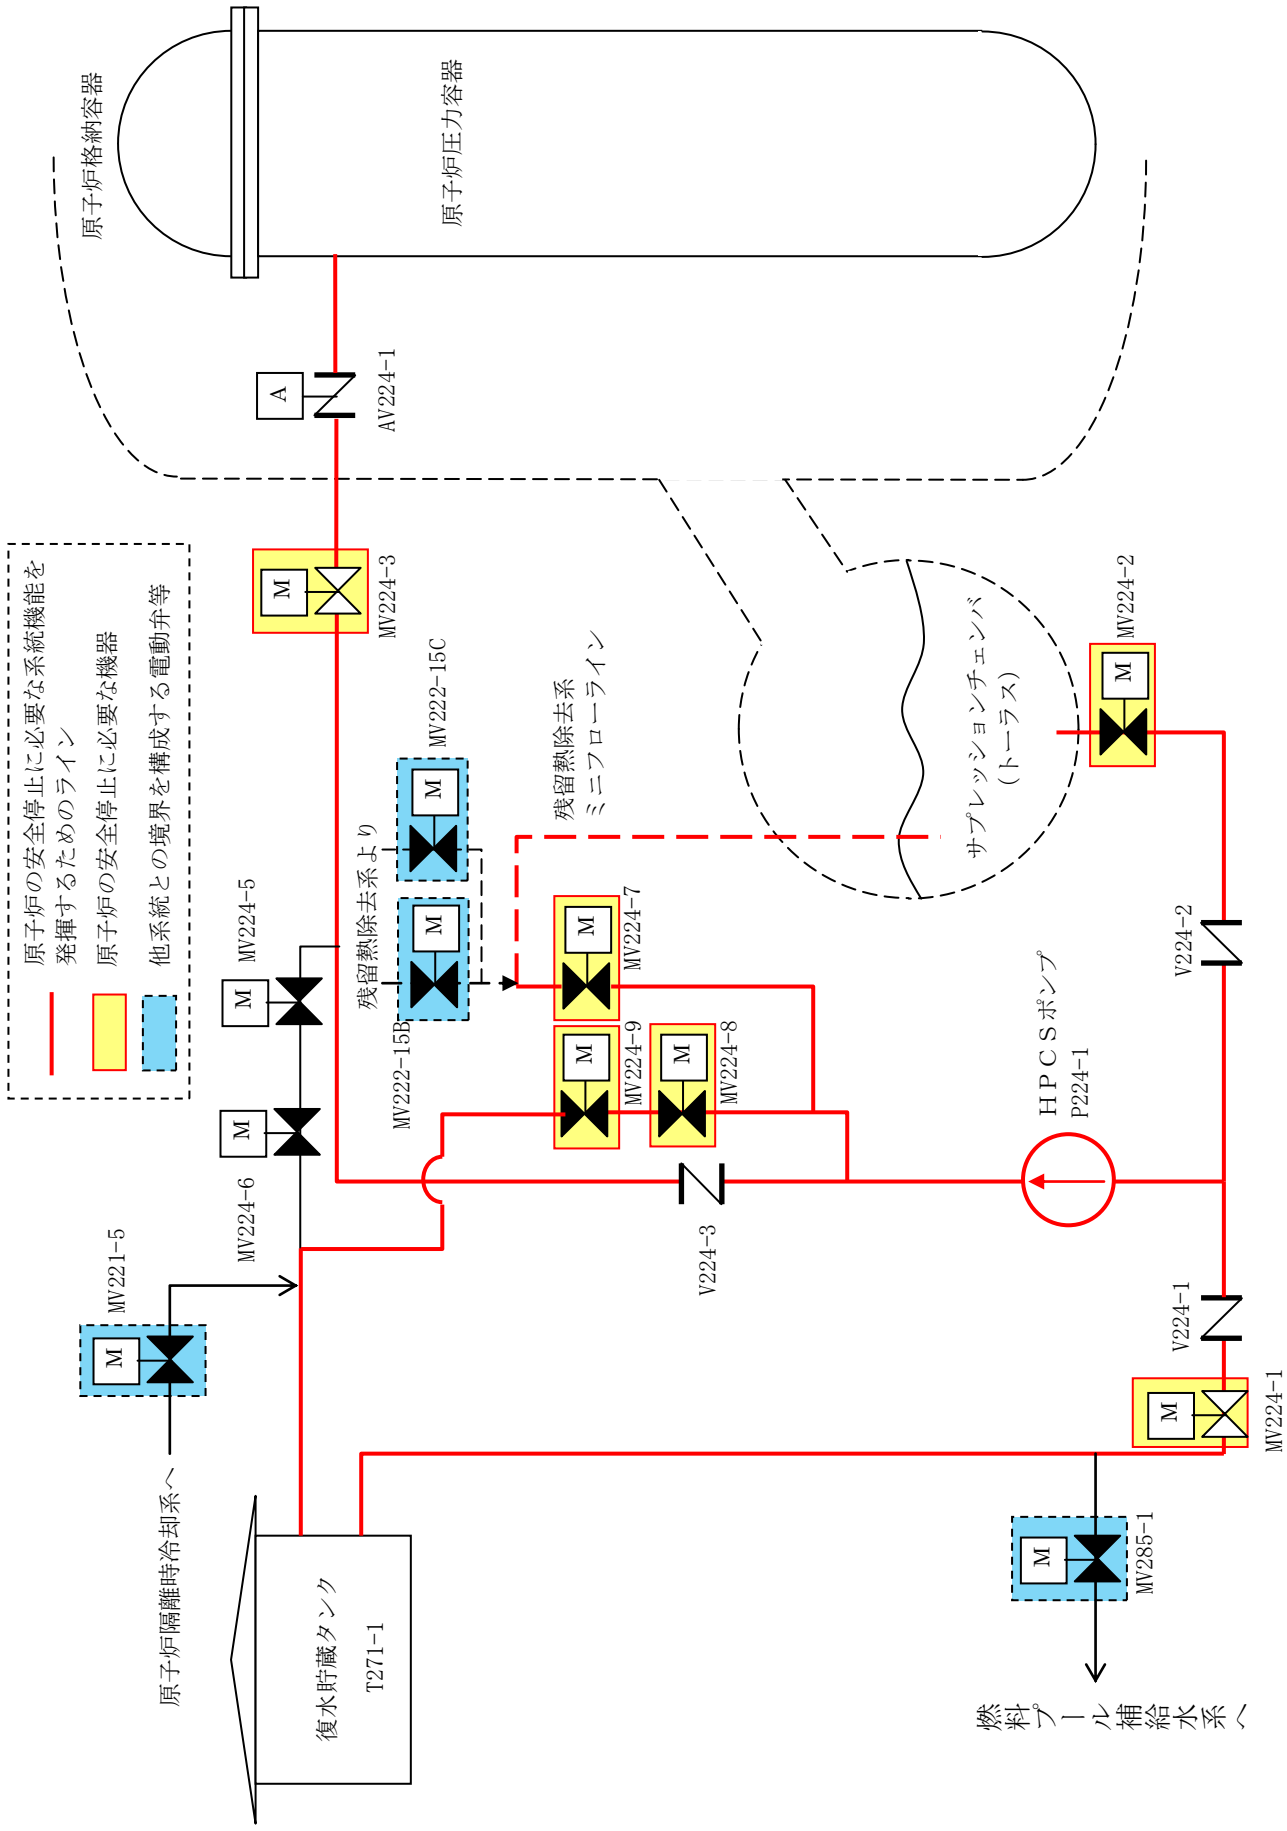 原子炉の安全停止に必要な系統機能を
発揮するためのライン
原子炉の安全停止に必要な機器
他系統との境界を構成する電動弁等
原子炉格納容器
原子炉圧力容器
A
AV224-1
M
MV224-3
M
MV224-5
M
MV224-6
M
MV221-5
原子炉隔離時冷却系へ
残留熱除去系より
M
MV222-15C
M
MV222-15B
残留熱除去系
ミニフローライン
M
MV224-7
M
MV224-9
M
MV224-8
サプレッションチェンバ
(トーラス)
M
MV224-2
V224-2
HPCSポンプ
P224-1
V224-3
V224-1
M
MV224-1
M
MV285-1
復水貯蔵タンク
T271-1
燃料プール補給水系へ